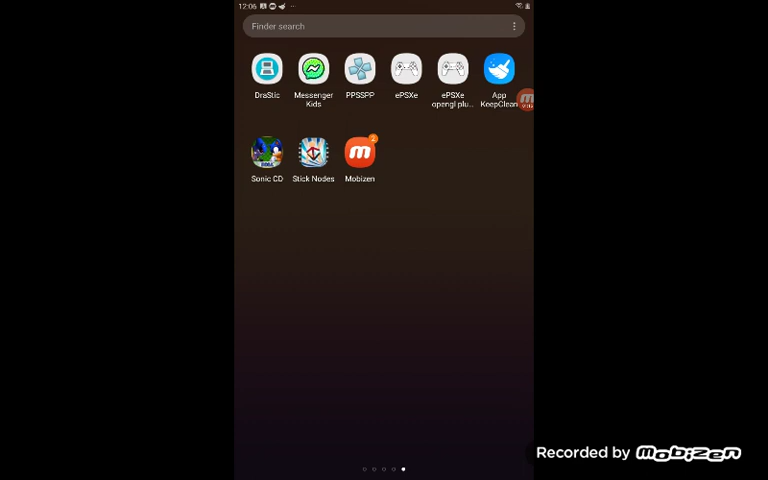 12:06
Finder search
DraStic
Messenger Kids
PPSSPP
ePSXe
ePSXe opengl plu...
App KeepClean
Sonic CD
Stick Nodes
2
Mobizen
Recorded by MOBIZEN